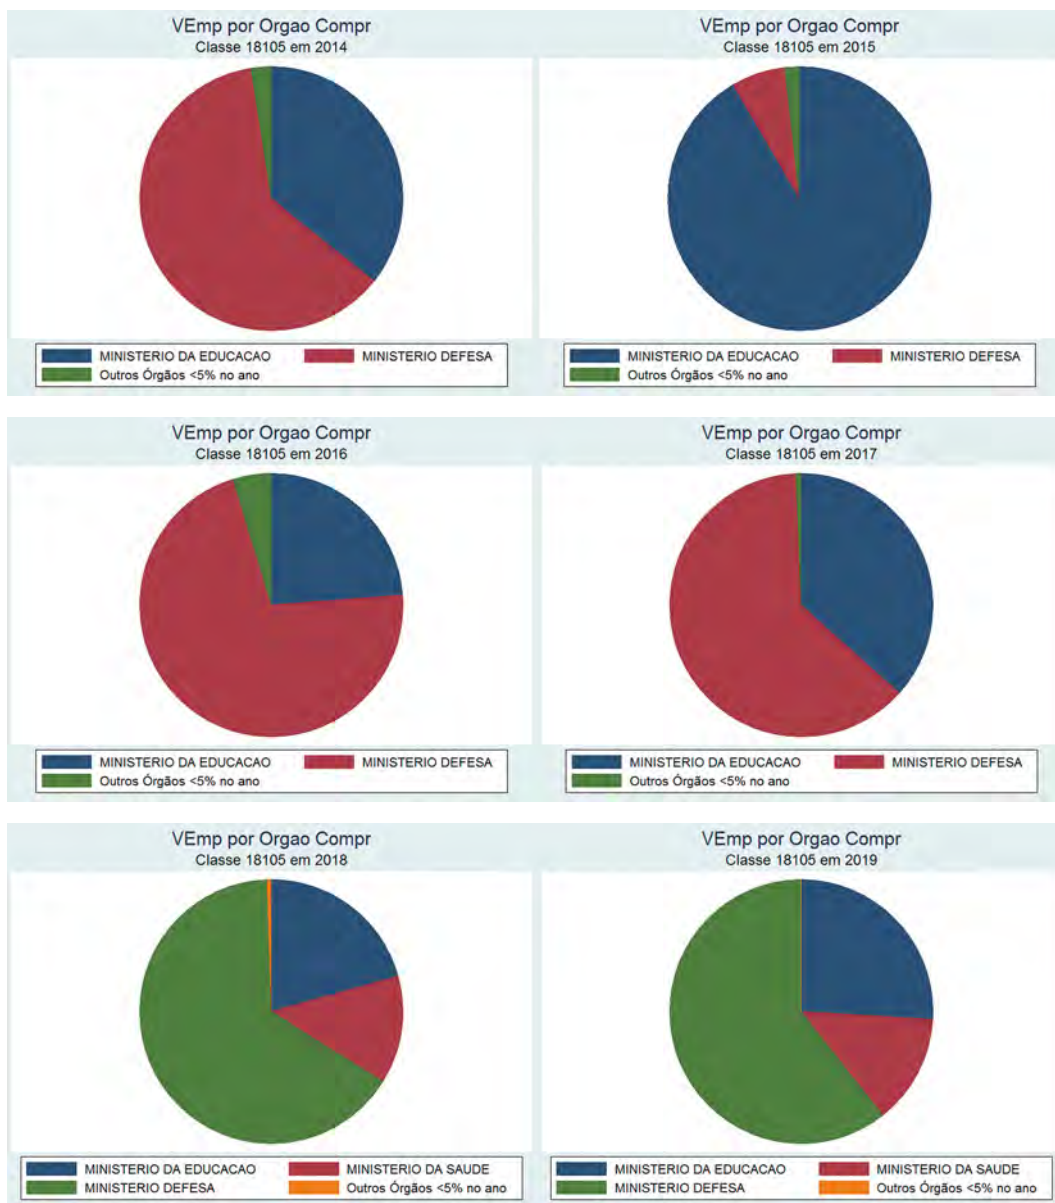 VEmp por Orgao Compr
Classe 18105 em 2014
MINISTERIO DA EDUCACAO
MINISTERIO DEFESA
Outros Órgãos <5% no ano
VEmp por Orgao Compr
Classe 18105 em 2015
MINISTERIO DA EDUCACAO
MINISTERIO DEFESA
Outros Órgãos <5% no ano
VEmp por Orgao Compr
Classe 18105 em 2016
MINISTERIO DA EDUCACAO
MINISTERIO DEFESA
Outros Órgãos <5% no ano
VEmp por Orgao Compr
Classe 18105 em 2017
MINISTERIO DA EDUCACAO
MINISTERIO DEFESA
Outros Órgãos <5% no ano
VEmp por Orgao Compr
Classe 18105 em 2018
MINISTERIO DA EDUCACAO
MINISTERIO DA SAUDE
MINISTERIO DEFESA
Outros Órgãos <5% no ano
VEmp por Orgao Compr
Classe 18105 em 2019
MINISTERIO DA EDUCACAO
MINISTERIO DA SAUDE
MINISTERIO DEFESA
Outros Órgãos <5% no ano